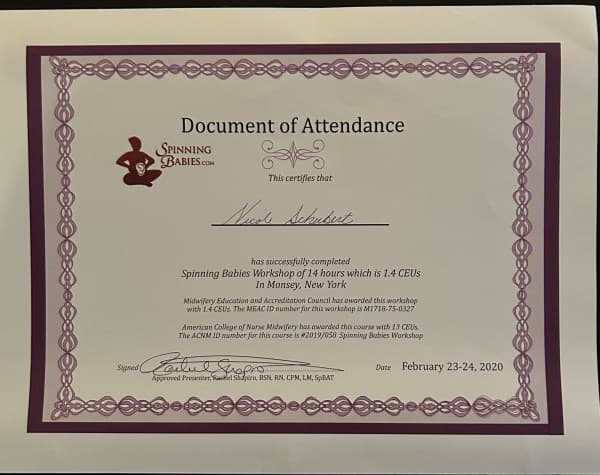 Document of Attendance
SPINNING
BABIES.COM
This certifies that
Nicole Schubert
has successfully completed
Spinning Babies Workshop of 14 hours which is 1.4 CEUs
In Monsey, New York
Midwifery Education and Accreditation Council has awarded this workshop
with 1.4 CEUs. The MEAC ID number for this workshop is M1718-75-0327
American College of Nurse Midwifery has awarded this course with 13 CEUs.
The ACNM ID number for this course is #2019/058 Spinning Babies Workshop
Signed Rachel Shapiro Date February 23-24, 2020
Approved Presenter, Rachel Shapiro, BSN, RN, CPM, LM, SpBAT